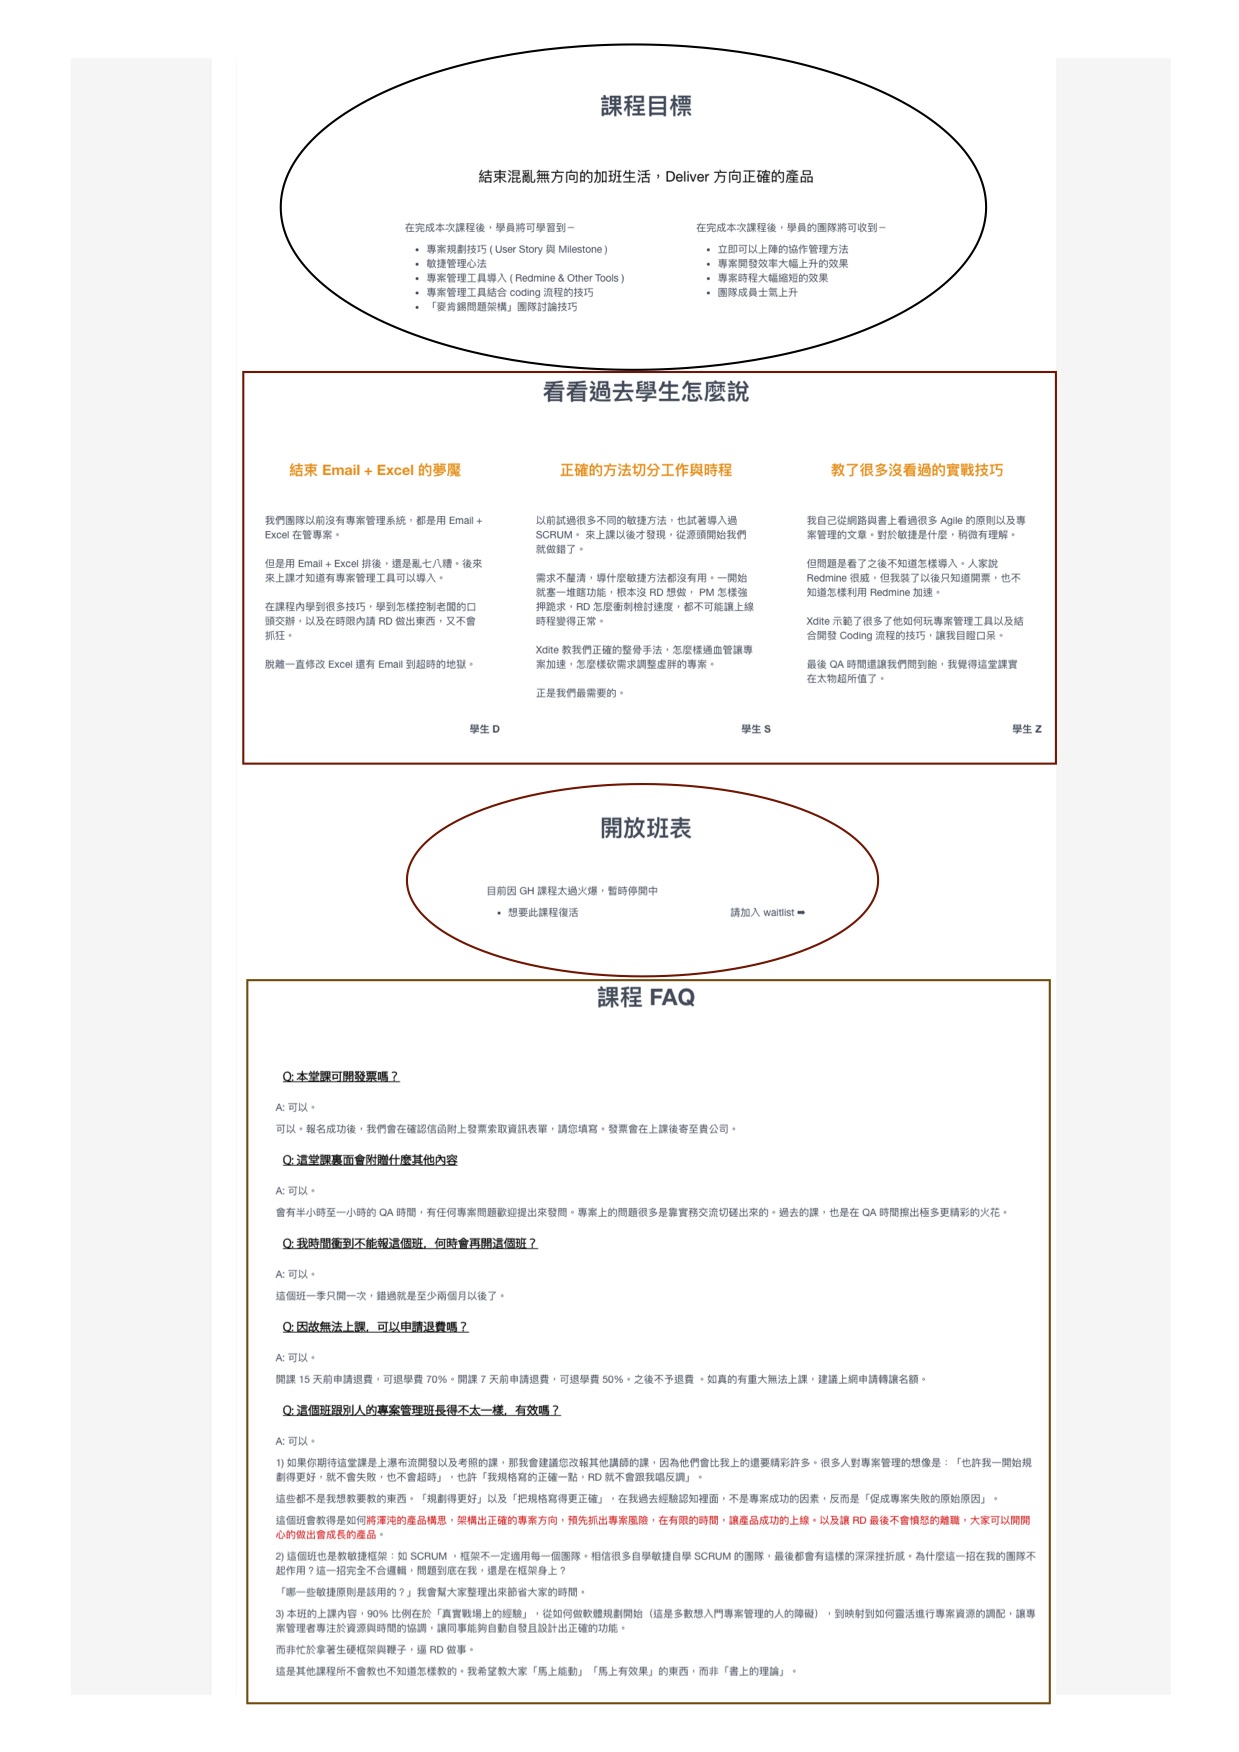 課程目標
結束混亂無方向的加班生活，Deliver 方向正確的產品
在完成本次課程後，學員將可學習到－
• 專案規劃技巧 ( User Story 與 Milestone )
• 敏捷管理心法
• 專案管理工具導入 ( Redmine & Other Tools )
• 專案管理工具結合 coding 流程的技巧
• 「麥肯錫問題架構」團隊討論技巧
在完成本次課程後，學員的團隊將可收到－
• 立即可以上陣的協作管理方法
• 專案開發效率大幅上升的效果
• 專案時程大幅縮短的效果
• 團隊成員士氣上升
看看過去學生怎麼說
結束 Email + Excel 的夢魘
我們團隊以前沒有專案管理系統，都是用 Email +
Excel 在管專案。
但是用 Email + Excel 排後，還是亂七八糟。後來
來上課才知道有專案管理工具可以導入。
在課程內學到很多技巧，學到怎樣控制老闆的口
頭交辦，以及在時限內請 RD 做出東西，又不會
抓狂。
脫離一直修改 Excel 還有 Email 到超時的地獄。
學生 D
正確的方法切分工作與時程
以前試過很多不同的敏捷方法，也試著導入過
SCRUM。 來上課以後才發現，從源頭開始我們
就做錯了。
需求不釐清，導什麼敏捷方法都沒有用。一開始
就塞一堆瞎功能，根本沒 RD 想做， PM 怎樣強
押跪求，RD 怎麼衝刺檢討速度，都不可能讓上線
時程變得正常。
Xdite 教我們正確的整骨手法，怎麼樣通血管讓專
案加速，怎麼樣砍需求調整虛胖的專案。
正是我們最需要的。
學生 S
教了很多沒看過的實戰技巧
我自己從網路與書上看過很多 Agile 的原則以及專
案管理的文章。對於敏捷是什麼，稍微有理解。
但問題是看了之後不知道怎樣導入。人家說
Redmine 很威，但我裝了以後只知道開票，也不
知道怎樣利用 Redmine 加速。
Xdite 示範了很多了他如何玩專案管理工具以及結
合開發 Coding 流程的技巧，讓我目瞪口呆。
最後 QA 時間還讓我們問到飽，我覺得這堂課實
在太物超所值了。
學生 Z
開放班表
目前因 GH 課程太過火爆，暫時停開中
• 想要此課程復活
請加入 waitlist ➡
課程 FAQ
Q: 本堂課可開發票嗎？
A: 可以。
可以。報名成功後，我們會在確認信函附上發票索取資訊表單，請您填寫。發票會在上課後寄至貴公司。
Q: 這堂課裏面會附贈什麼其他內容
A: 可以。
會有半小時至一小時的 QA 時間，有任何專案問題歡迎提出來發問。專案上的問題很多是靠實務交流切磋出來的。過去的課，也是在 QA 時間擦出極多更精彩的火花。
Q: 我時間衝到不能報這個班，何時會再開這個班？
A: 可以。
這個班一季只開一次，錯過就是至少兩個月以後了。
Q: 因故無法上課，可以申請退費嗎？
A: 可以。
開課 15 天前申請退費，可退學費 70%。開課 7 天前申請退費，可退學費 50%。之後不予退費 。如真的有重大無法上課，建議上網申請轉讓名額。
Q: 這個班跟別人的專案管理班長得不太一樣，有效嗎？
A: 可以。
1) 如果你期待這堂課是上瀑布流開發以及考照的課，那我會建議您改報其他講師的課，因為他們會比我上的還要精彩許多。很多人對專案管理的想像是：「也許我一開始規
劃得更好，就不會失敗，也不會超時」，也許「我規格寫的正確一點，RD 就不會跟我唱反調」。
這些都不是我想教要教的東西。「規劃得更好」以及「把規格寫得更正確」，在我過去經驗認知裡面，不是專案成功的因素，反而是「促成專案失敗的原始原因」。
這個班會教得是如何將渾沌的產品構思，架構出正確的專案方向，預先抓出專案風險，在有限的時間，讓產品成功的上線。以及讓 RD 最後不會憤怒的離職，大家可以開開
心的做出會成長的產品。
2) 這個班也是教敏捷框架：如 SCRUM ，框架不一定適用每一個團隊。相信很多自學敏捷自學 SCRUM 的團隊，最後都會有這樣的深深挫折感。為什麼這一招在我的團隊不
起作用？這一招完全不合邏輯，問題到底在我，還是在框架身上？
「哪一些敏捷原則是該用的？」我會幫大家整理出來節省大家的時間。
3) 本班的上課內容，90% 比例在於「真實戰場上的經驗」，從如何做軟體規劃開始（這是多數想入門專案管理的人的障礙），到映射到如何靈活進行專案資源的調配，讓專
案管理者專注於資源與時間的協調，讓同事能夠自動自發且設計出正確的功能。
而非忙於拿著生硬框架與鞭子，逼 RD 做事。
這是其他課程所不會教也不知道怎樣教的。我希望教大家「馬上能動」「馬上有效果」的東西，而非「書上的理論」。